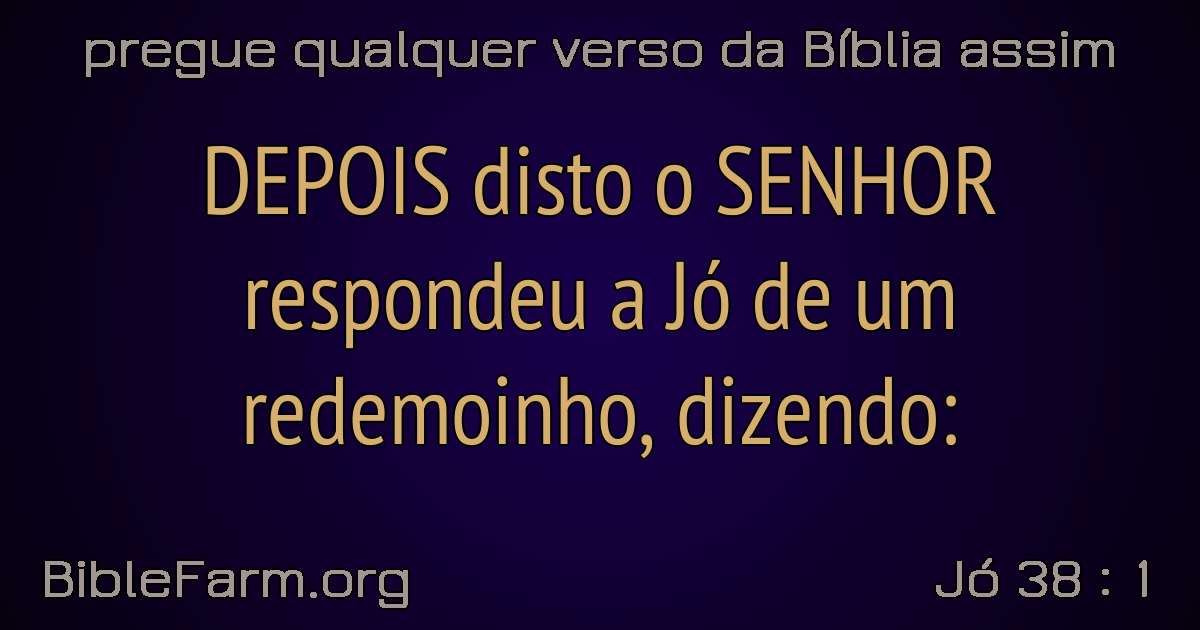 pregue qualquer verso da Bíblia assim
DEPOIS disto o SENHOR
respondeu a Jó de um
redemoinho, dizendo:
BibleFarm.org
Jó 38 : 1